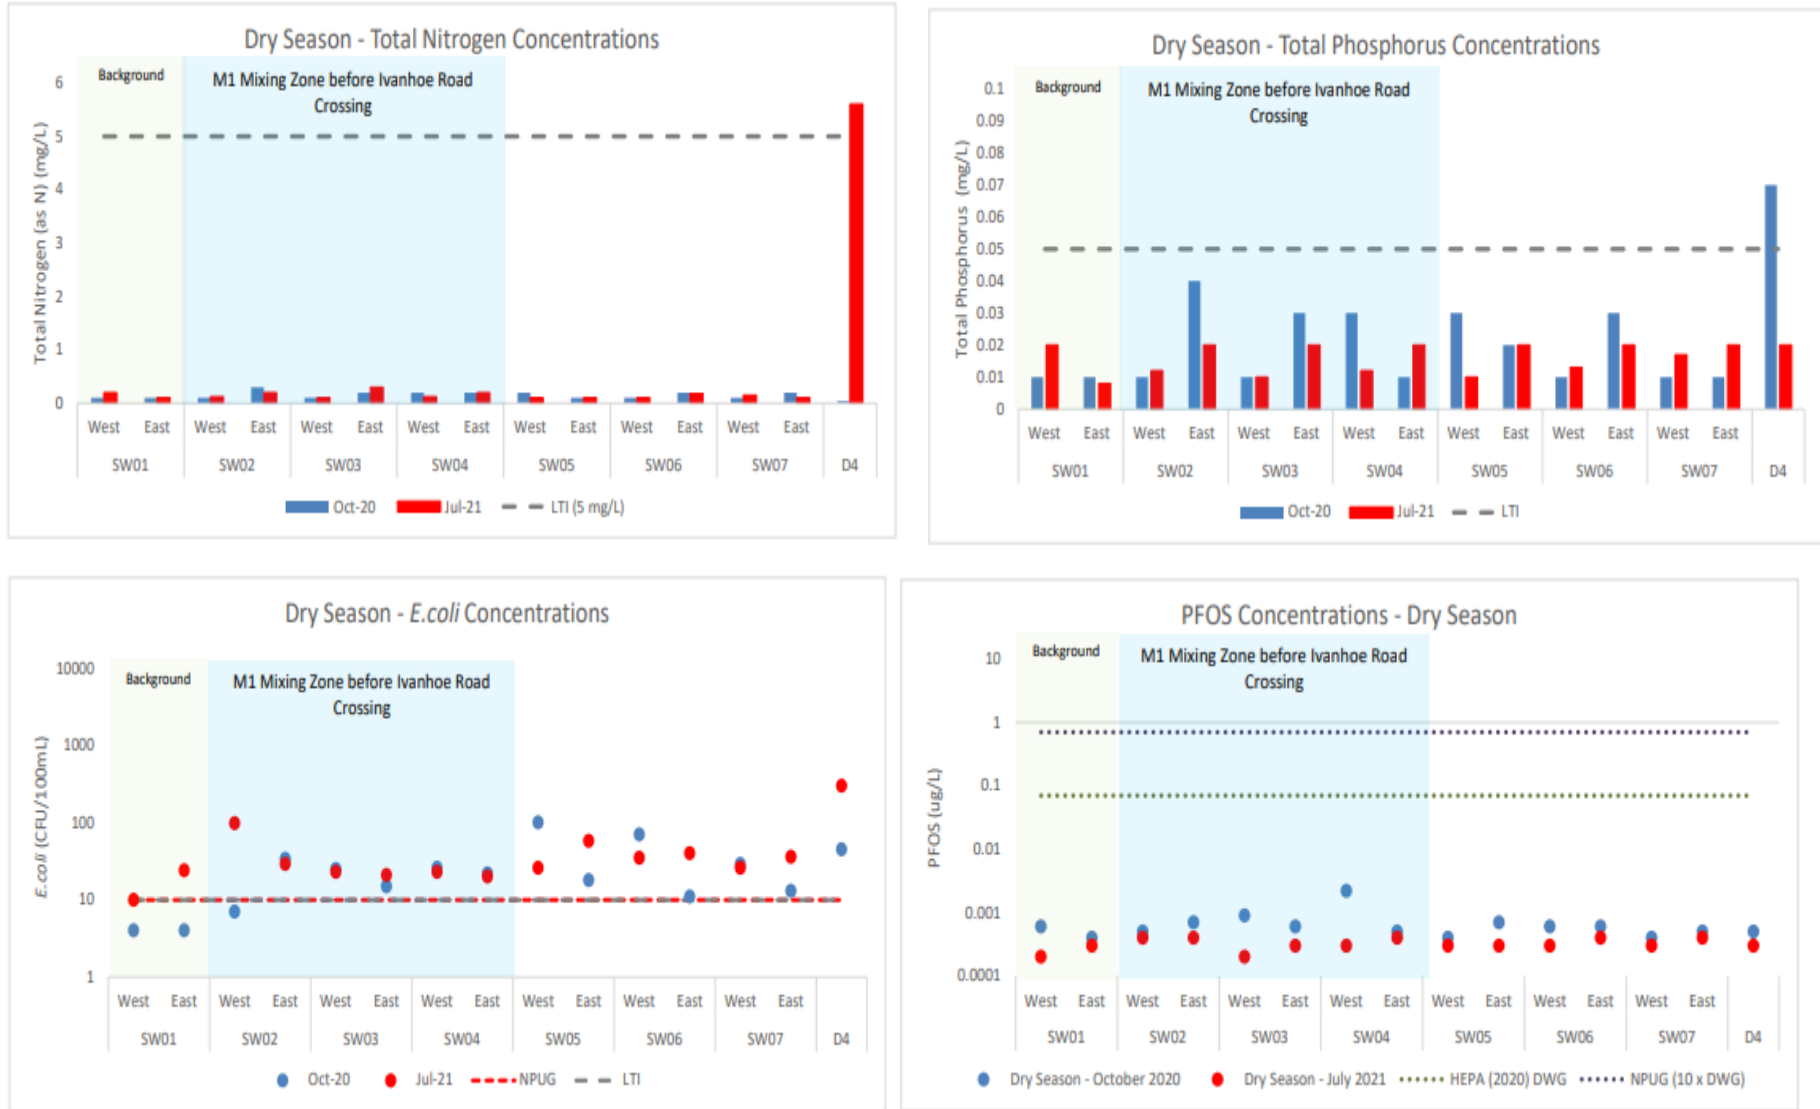 Dry Season - Total Nitrogen Concentrations
Background
M1 Mixing Zone before Ivanhoe Road
Crossing
Total Nitrogen (as N) (mg/L)
6
5
4
3
2
1
0
West East West East West East West East West East West East West East
SW01 SW02 SW03 SW04 SW05 SW06 SW07 D4
Oct-20 Jul-21 LTI (5 mg/L)
Dry Season - Total Phosphorus Concentrations
Background
M1 Mixing Zone before Ivanhoe Road
Crossing
Total Phosphorus (mg/L)
0.1
0.09
0.08
0.07
0.06
0.05
0.04
0.03
0.02
0.01
0
West East West East West East West East West East West East West East
SW01 SW02 SW03 SW04 SW05 SW06 SW07 D4
Oct-20 Jul-21 LTI
Dry Season - E.coli Concentrations
Background
M1 Mixing Zone before Ivanhoe Road
Crossing
E.coli (CFU/100mL)
10000
1000
100
10
1
West East West East West East West East West East West East West East
SW01 SW02 SW03 SW04 SW05 SW06 SW07 D4
Oct-20 Jul-21 NPUG LTI
PFOS Concentrations - Dry Season
Background
M1 Mixing Zone before Ivanhoe Road
Crossing
PFOS (ug/L)
10
1
0.1
0.01
0.001
0.0001
West East West East West East West East West East West East West East
SW01 SW02 SW03 SW04 SW05 SW06 SW07 D4
Dry Season - October 2020 Dry Season - July 2021 HEPA (2020) DWG NPUG (10 x DWG)